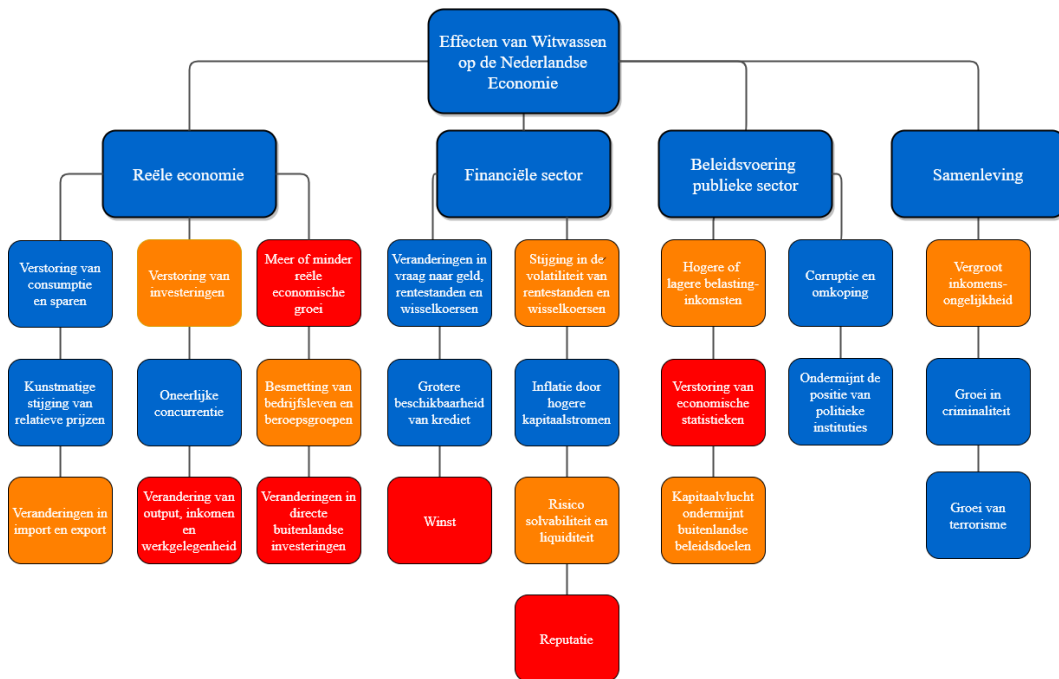 Effecten van Witwassen
op de Nederlandse
Economie
Reële economie
Financiële sector
Beleidsvoering
publieke sector
Samenleving
Verstoring van
consumptie
en sparen
Verstoring van
investeringen
Meer of minder
reële
economische
groei
Veranderingen in
vraag naar geld,
rentestanden en
wisselkoersen
Stijging in de
volatiliteit van
rentestanden en
wisselkoersen
Hogere of
lagere belasting-
inkomsten
Corruptie en
omkoping
Vergroot
inkomens-
ongelijkheid
Kunstmatige
stijging van
relatieve prijzen
Oneerlijke
concurrentie
Besmetting van
bedrijfsleven en
beroepsgroepen
Grotere
beschikbaarheid
van krediet
Inflatie door
hogere
kapitaalstromen
Verstoring van
economische
statistieken
Ondermijnt de
positie van
politieke
instituties
Groei in
criminaliteit
Veranderingen
in import en export
Verandering van
output, inkomen
en
werkgelegenheid
Veranderingen in
directe
buitenlandse
investeringen
Winst
Risico
solvabiliteit en
liquiditeit
Kapitaalvlucht
ondermijnt
buitenlandse
beleidsdoelen
Groei van
terrorisme
Reputatie